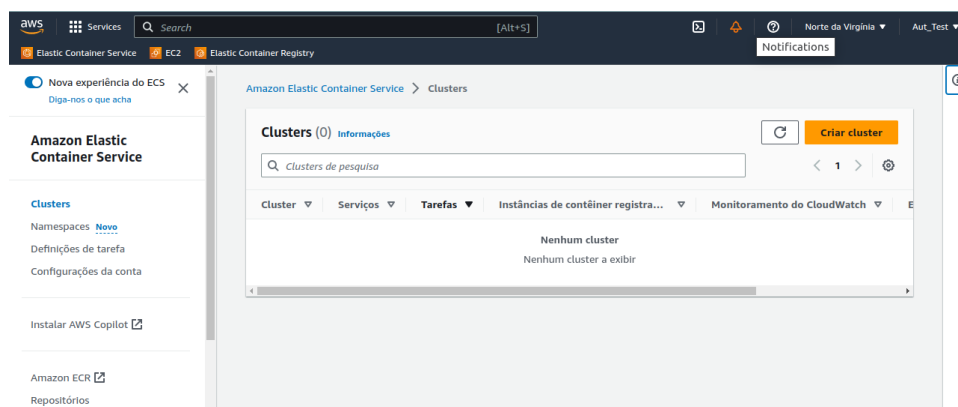 aws Services Search [Alt+S] Norte da Virgínia ▼ Aut_Test ▼
Elastic Container Service EC2 Elastic Container Registry
Notifications
Nova experiência do ECS
Diga-nos o que acha
Amazon Elastic
Container Service
Clusters
Namespaces Novo
Definições de tarefa
Configurações da conta
Instalar AWS Copilot
Amazon ECR
Repositórios
Amazon Elastic Container Service > Clusters
Clusters (0) Informações
Criar cluster
Clusters de pesquisa
< 1 >
Cluster Serviços Tarefas ▼ Instâncias de contêiner registra... Monitoramento do CloudWatch E
Nenhum cluster
Nenhum cluster a exibir